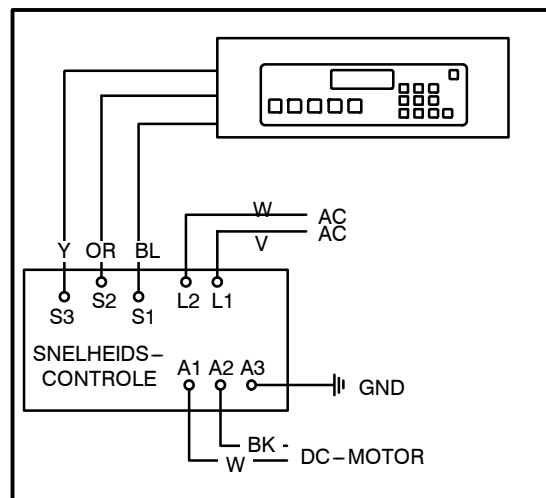 W AC
V AC
Y OR BL
S3 S2 S1 L2 L1
SNELHEIDS-
CONTROLE
A1 A2 A3
GND
BK -
W DC-MOTOR